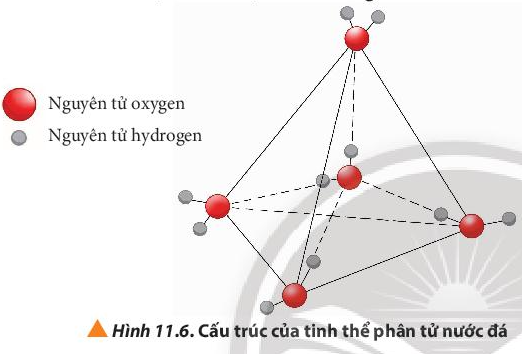 Nguyên tử oxygen
Nguyên tử hydrogen
Hình 11.6. Cấu trúc của tinh thể phân tử nước đá